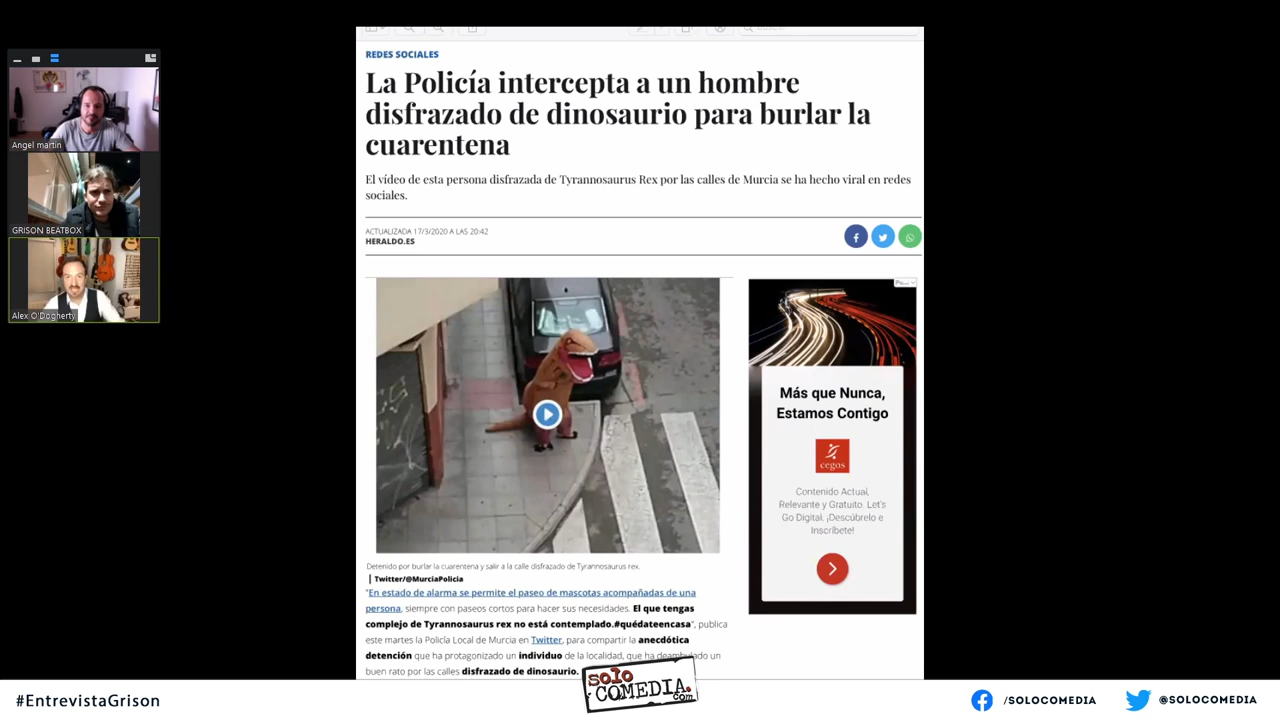 REDES SOCIALES
La Policía intercepta a un hombre
disfrazado de dinosaurio para burlar la
cuarentena
El vídeo de esta persona disfrazada de Tyrannosaurus Rex por las calles de Murcia se ha hecho viral en redes
sociales.
ACTUALIZADA 17/3/2020 A LAS 20:42
HERALDO.ES
Angel martin
GRISON BEATBOX
Alex O'Dogherty
Más que Nunca,
Estamos Contigo
cegos
Contenido Actual,
Relevante y Gratuito. Let's
Go Digital. ¡Descúbrelo e
Inscríbete!
Detenido por burlar la cuarentena y salir a la calle disfrazado de Tyrannosaurus rex.
| Twitter/@MurciaPolicia
"En estado de alarma se permite el paseo de mascotas acompañadas de una
persona, siempre con paseos cortos para hacer sus necesidades. El que tengas
complejo de Tyrannosaurus rex no está contemplado.#quédateencasa", publica
este martes la Policía Local de Murcia en Twitter, para compartir la anecdótica
detención que ha protagonizado un individuo de la localidad, que ha deambulado un
buen rato por las calles disfrazado de dinosaurio.
solo
COMEDIA.
com
#EntrevistaGrison
/SOLOCOMEDIA
@SOLOCOMEDIA